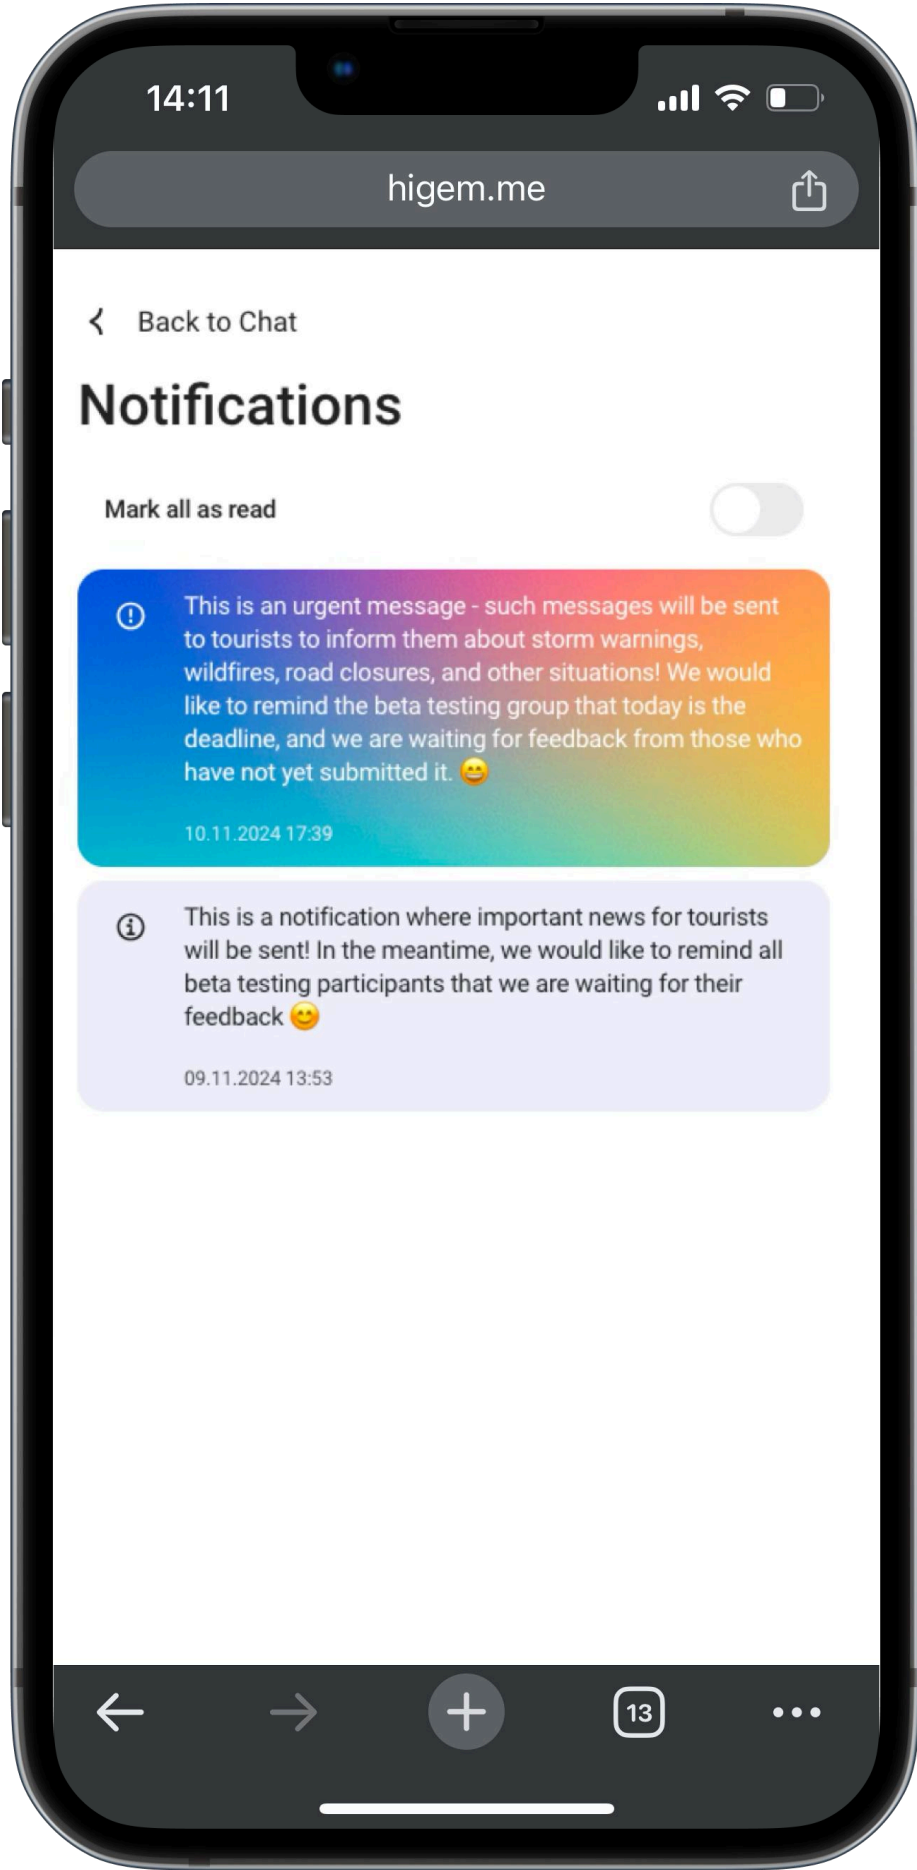 14:11
higem.me
Back to Chat
Notifications
Mark all as read
This is an urgent message - such messages will be sent
to tourists to inform them about storm warnings,
wildfires, road closures, and other situations! We would
like to remind the beta testing group that today is the
deadline, and we are waiting for feedback from those who
have not yet submitted it. 😄
10.11.2024 17:39
This is a notification where important news for tourists
will be sent! In the meantime, we would like to remind all
beta testing participants that we are waiting for their
feedback 😊
09.11.2024 13:53
13